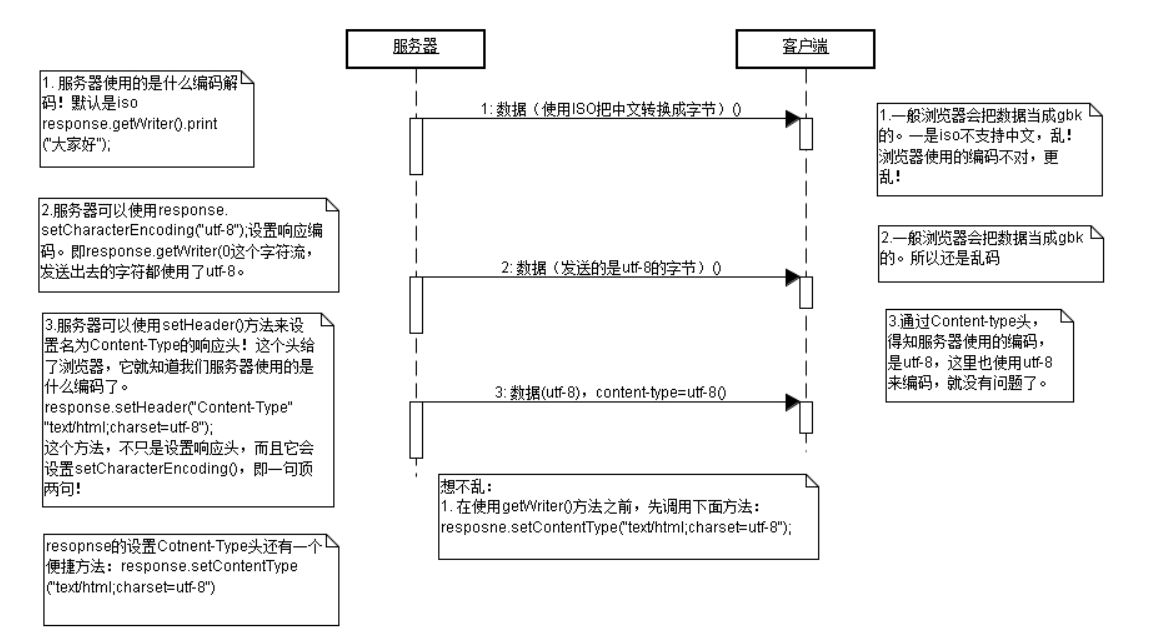 服务器
客户端
1. 服务器使用的是什么编码解
码！默认是iso
response.getWriter().print
("大家好");
1: 数据（使用ISO把中文转换成字节）()
1.一般浏览器会把数据当成gbk
的。一是iso不支持中文，乱！
浏览器使用的编码不对，更
乱！
2.服务器可以使用response.
setCharacterEncoding("utf-8");设置响应编
码。即response.getWriter(0这个字符流，
发送出去的字符都使用了utf-8。
2: 数据（发送的是utf-8的字节）()
2.一般浏览器会把数据当成gbk
的。所以还是乱码
3.服务器可以使用setHeader()方法来设
置名为Content-Type的响应头！这个头给
了浏览器，它就知道我们服务器使用的是
什么编码了。
response.setHeader("Content-Type"
"text/html;charset=utf-8");
这个方法，不只是设置响应头，而且它会
设置setCharacterEncoding()，即一句顶
两句！
3: 数据(utf-8)，content-type=utf-8()
3.通过Content-type头，
得知服务器使用的编码，
是utf-8，这里也使用utf-8
来编码，就没有问题了。
想不乱：
1. 在使用getWriter()方法之前，先调用下面方法：
resposne.setContentType("text/html;charset=utf-8");
resopnse的设置Cotnent-Type头还有一个
便捷方法：response.setContentType
("text/html;charset=utf-8")